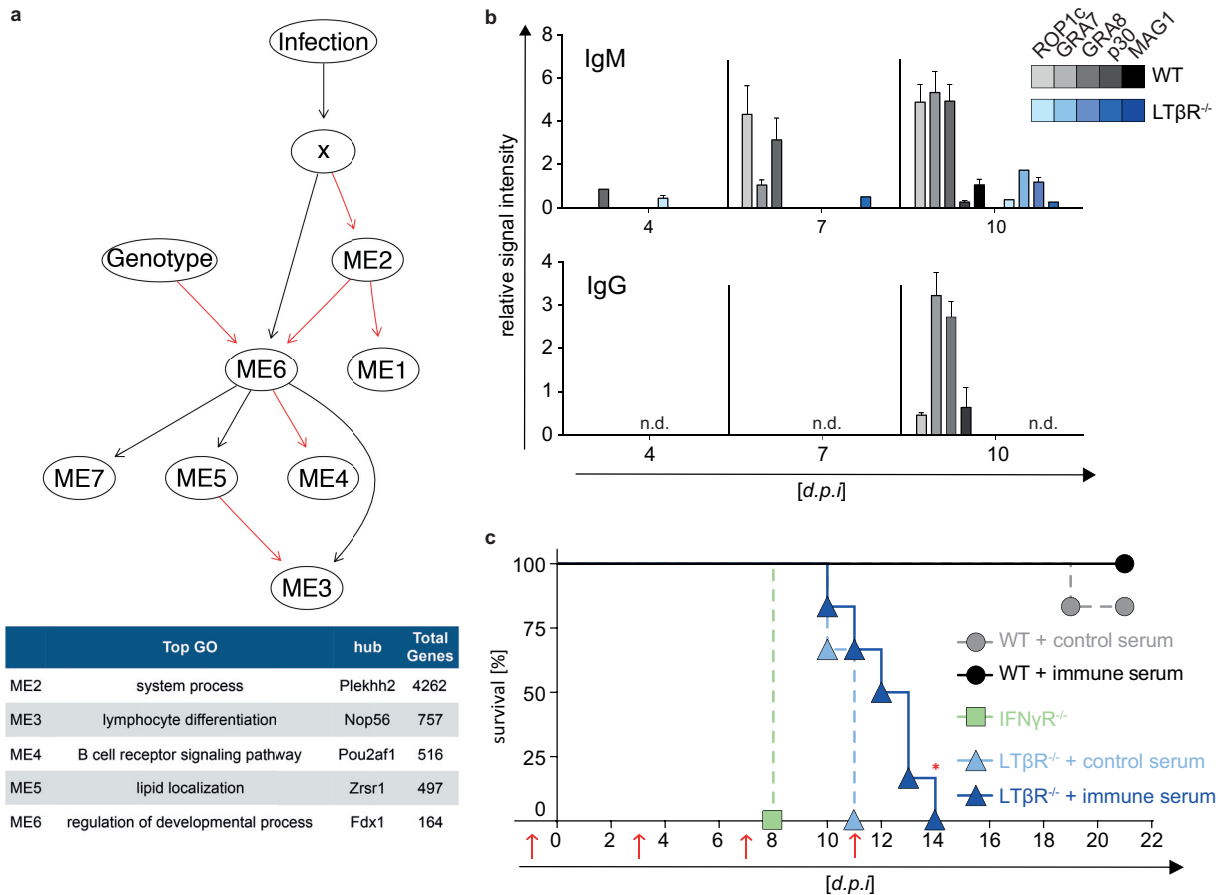 a
Infection
x
Genotype
ME2
ME6
ME1
ME7
ME5
ME4
ME3
Top GO hub Total Genes
ME2 system process Plekhh2 4262
ME3 lymphocyte differentiation Nop56 757
ME4 B cell receptor signaling pathway Pou2af1 516
ME5 lipid localization Zrsr1 497
ME6 regulation of developmental process Fdx1 164
b
ROP1c GRA7 GRA8 p30 MAG1
WT
LTβR-/-
relative signal intensity
IgM
8
6
4
2
0
4 7 10
IgG
4
3
2
1
0
n.d. n.d. n.d.
4 7 10
[d.p.i]
c
survival [%]
100
75
50
25
0
WT + control serum
WT + immune serum
IFNγR-/-
LTβR-/- + control serum
LTβR-/- + immune serum
*
0 2 4 6 8 10 12 14 16 18 20 22
[d.p.i]